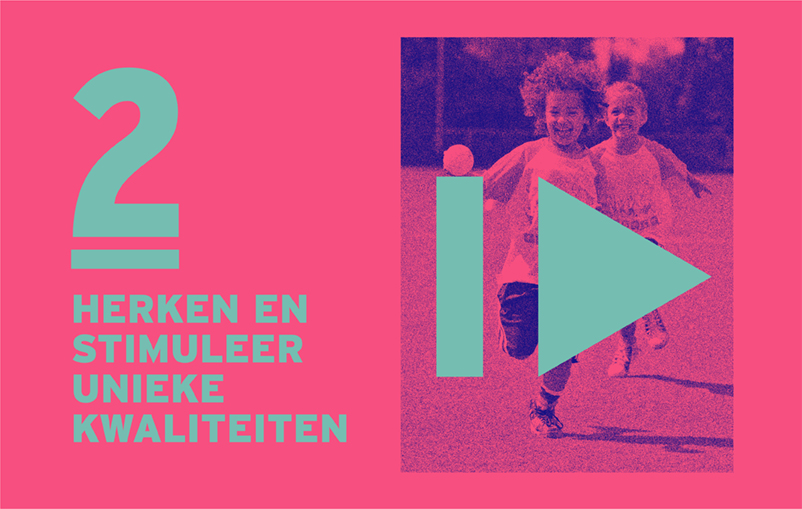 2
HERKEN EN
STIMULEER
UNIEKE
KWALITEITEN